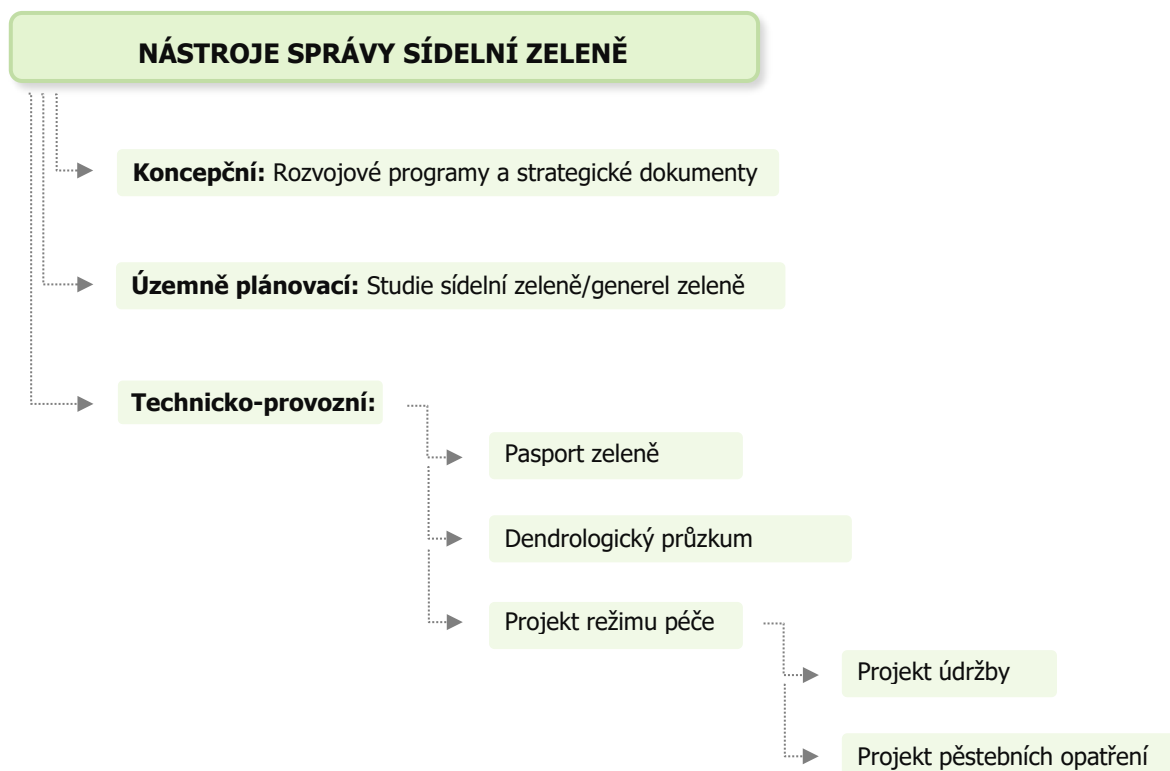 NÁSTROJE SPRÁVY SÍDELNÍ ZELENĚ
Koncepční: Rozvojové programy a strategické dokumenty
Územně plánovací: Studie sídelní zeleně/generel zeleně
Technicko-provozní:
Pasport zeleně
Dendrologický průzkum
Projekt režimu péče
Projekt údržby
Projekt pěstebních opatření